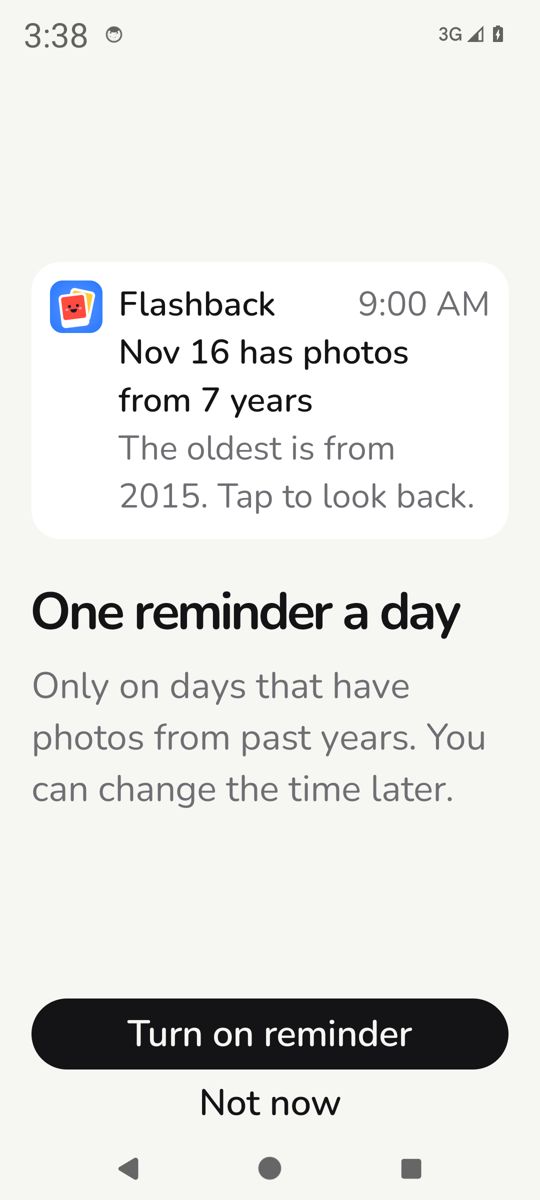 3:38
3G
Flashback 9:00 AM
Nov 16 has photos
from 7 years
The oldest is from
2015. Tap to look back.
One reminder a day
Only on days that have
photos from past years. You
can change the time later.
Turn on reminder
Not now